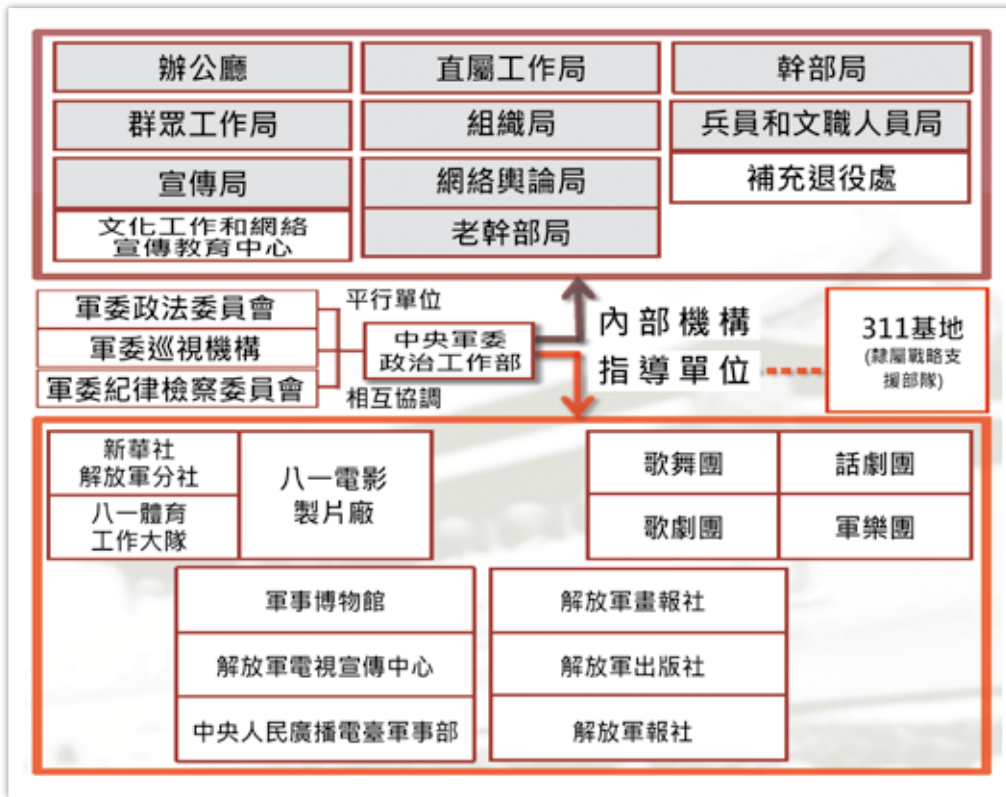 辦公廳
直屬工作局
幹部局
群眾工作局
組織局
兵員和文職人員局
宣傳局
網絡輿論局
補充退役處
文化工作和網絡
宣傳教育中心
老幹部局
軍委政法委員會
軍委巡視機構
軍委紀律檢察委員會
平行單位
相互協調
中央軍委
政治工作部
內部機構
指導單位
311基地
(隸屬戰略支
援部隊)
新華社
解放軍分社
八一體育
工作大隊
八一電影
製片廠
歌舞團
話劇團
歌劇團
軍樂團
軍事博物館
解放軍電視宣傳中心
中央人民廣播電臺軍事部
解放軍畫報社
解放軍出版社
解放軍報社